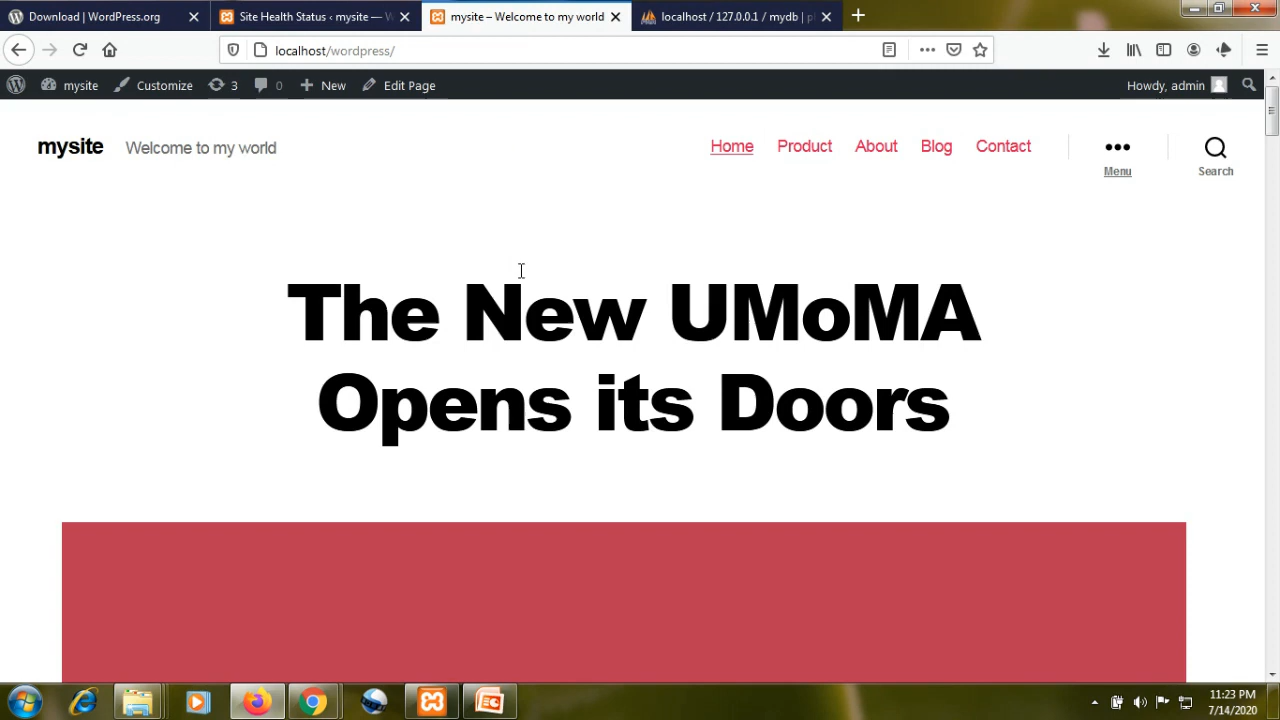 Download | WordPress.org
Site Health Status ‹ mysite — W
mysite – Welcome to my world
localhost / 127.0.0.1 / mydb | p
localhost/wordpress/
mysite
Customize
3
0
New
Edit Page
Howdy, admin
mysite
Welcome to my world
Home
Product
About
Blog
Contact
Menu
Search
The New UMoMA
Opens its Doors
11:23 PM
7/14/2020